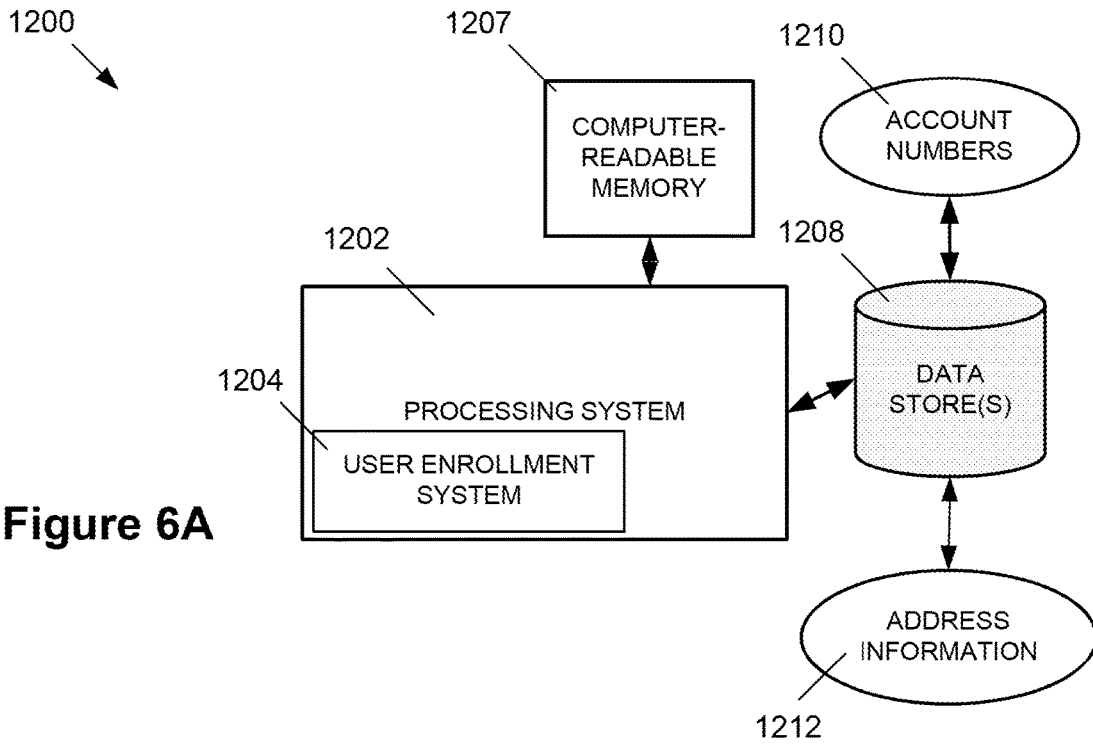 1200
1207
1210
COMPUTER-
READABLE
MEMORY
ACCOUNT
NUMBERS
1202
1208
1204
PROCESSING SYSTEM
DATA
STORE(S)
USER ENROLLMENT
SYSTEM
Figure 6A
ADDRESS
INFORMATION
1212